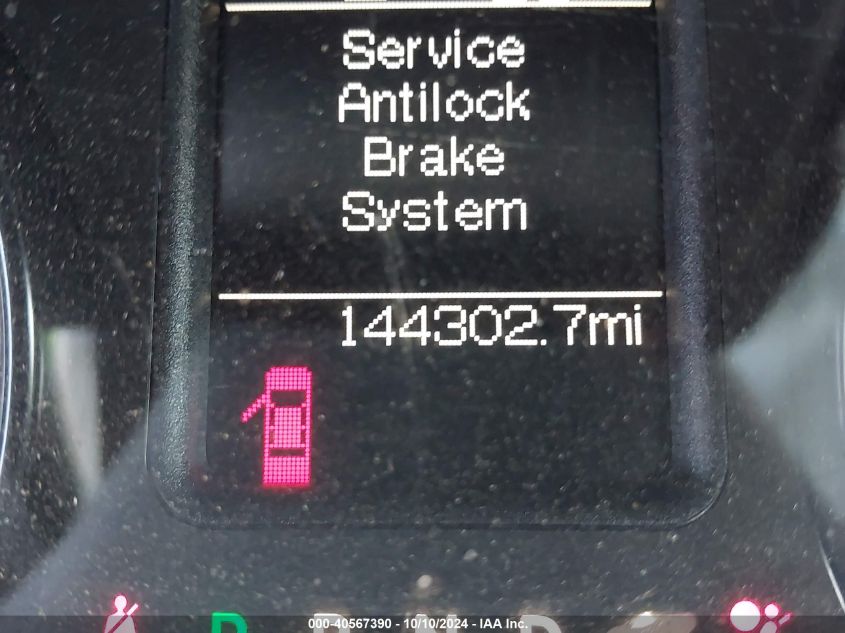 Service
Antilock
Brake
System
144302.7mi
P R N D
000-40567390 - 10/10/2024 - IAA Inc.